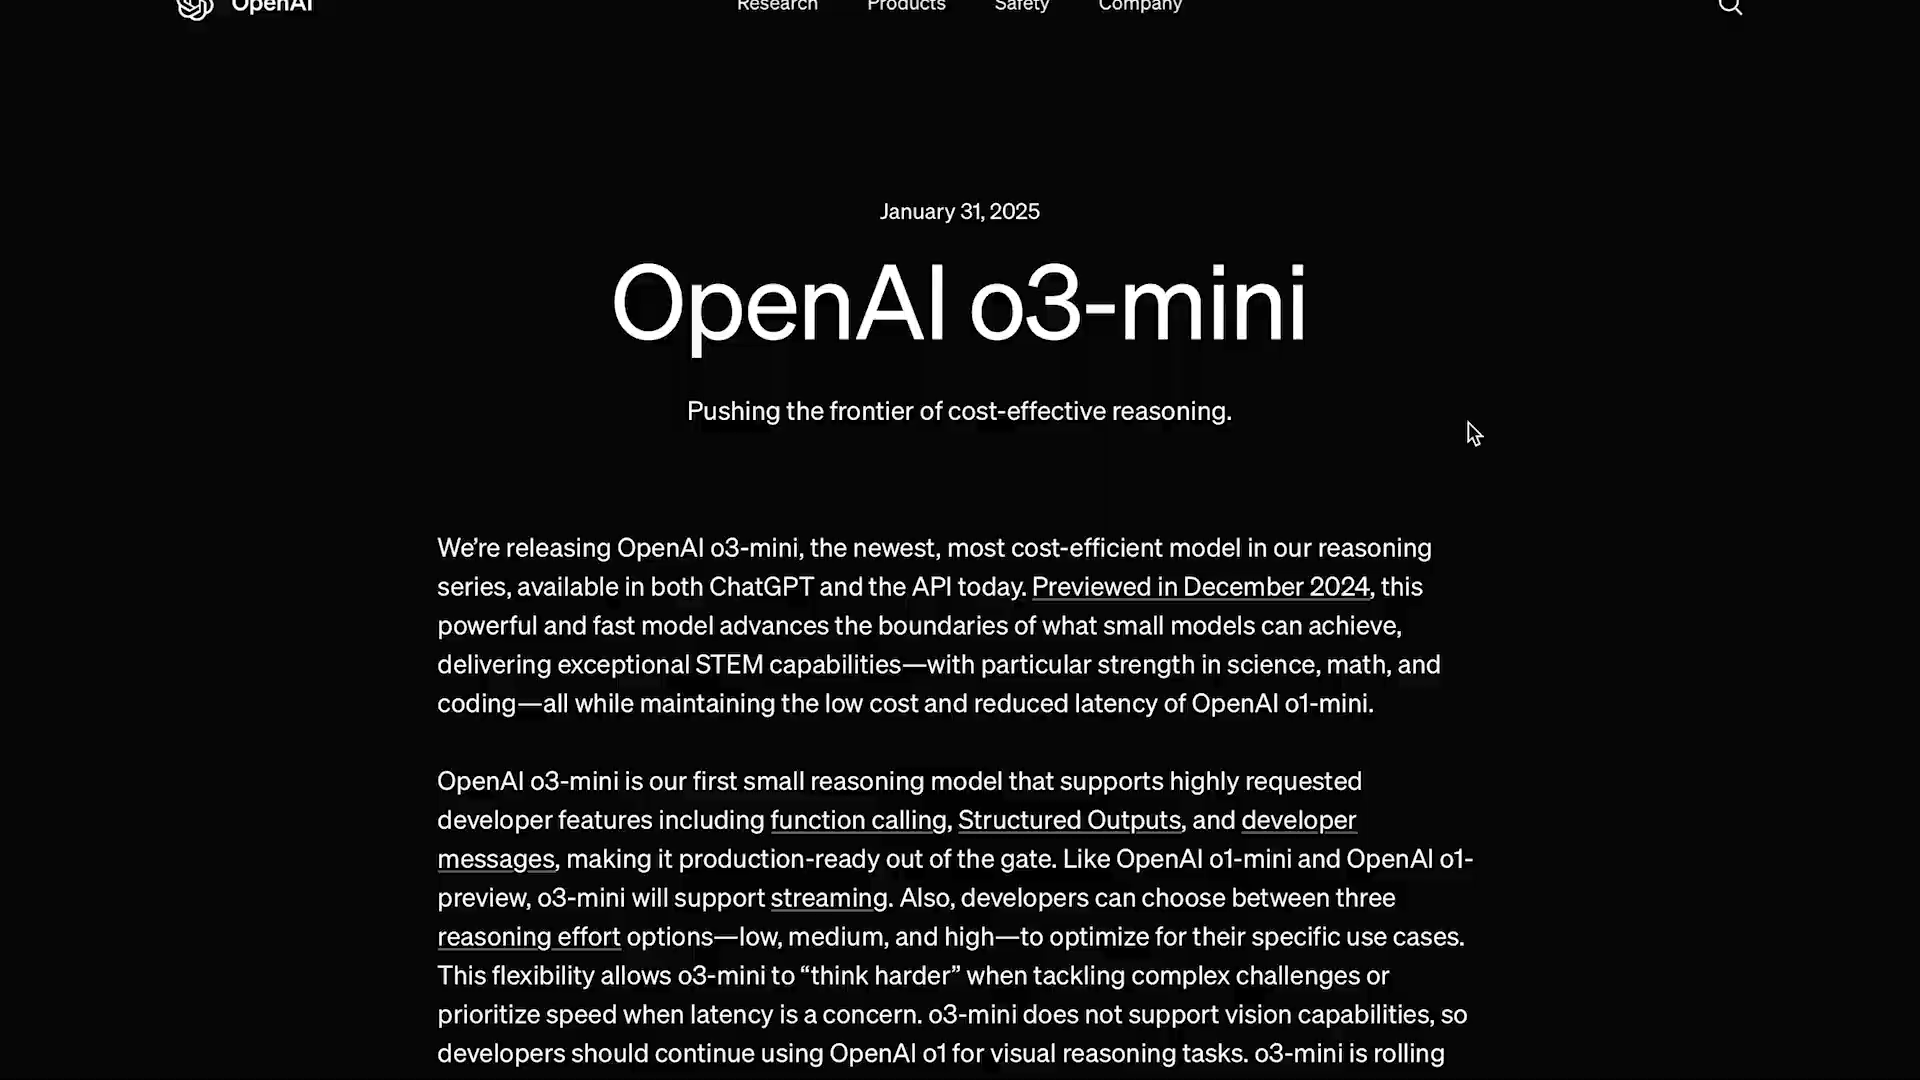 OpenAI
Research
Products
Safety
Company
January 31, 2025
OpenAI o3-mini
Pushing the frontier of cost-effective reasoning.
We’re releasing OpenAI o3-mini, the newest, most cost-efficient model in our reasoning
series, available in both ChatGPT and the API today. Previewed in December 2024, this
powerful and fast model advances the boundaries of what small models can achieve,
delivering exceptional STEM capabilities—with particular strength in science, math, and
coding—all while maintaining the low cost and reduced latency of OpenAI o1-mini.
OpenAI o3-mini is our first small reasoning model that supports highly requested
developer features including function calling, Structured Outputs, and developer
messages, making it production-ready out of the gate. Like OpenAI o1-mini and OpenAI o1-
preview, o3-mini will support streaming. Also, developers can choose between three
reasoning effort options—low, medium, and high—to optimize for their specific use cases.
This flexibility allows o3-mini to “think harder” when tackling complex challenges or
prioritize speed when latency is a concern. o3-mini does not support vision capabilities, so
developers should continue using OpenAI o1 for visual reasoning tasks. o3-mini is rolling